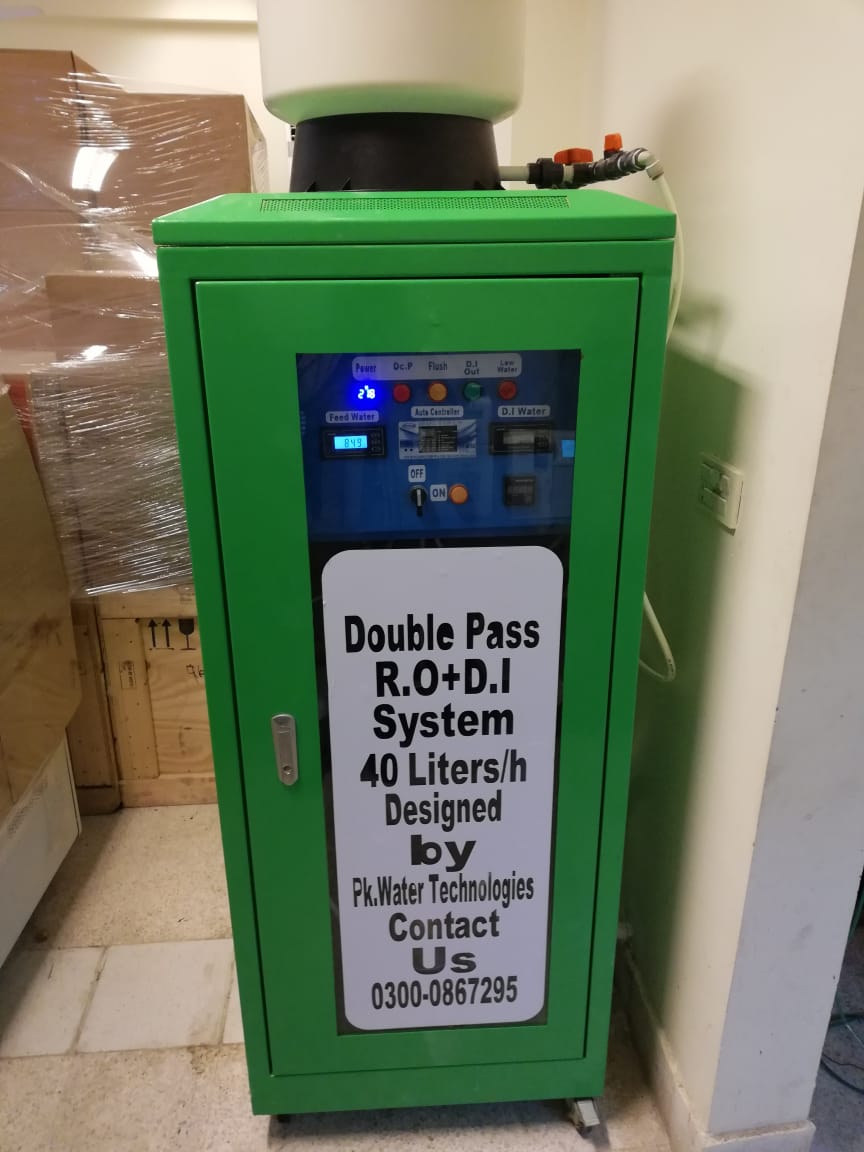 Power
Dc.P
Flush
D.I Out
Low Water
218
Feed Water
Auto Controller
D.I Water
849
OFF
ON
Double Pass
R.O+D.I
System
40 Liters/h
Designed
by
Pk.Water Technologies
Contact
Us
0300-0867295